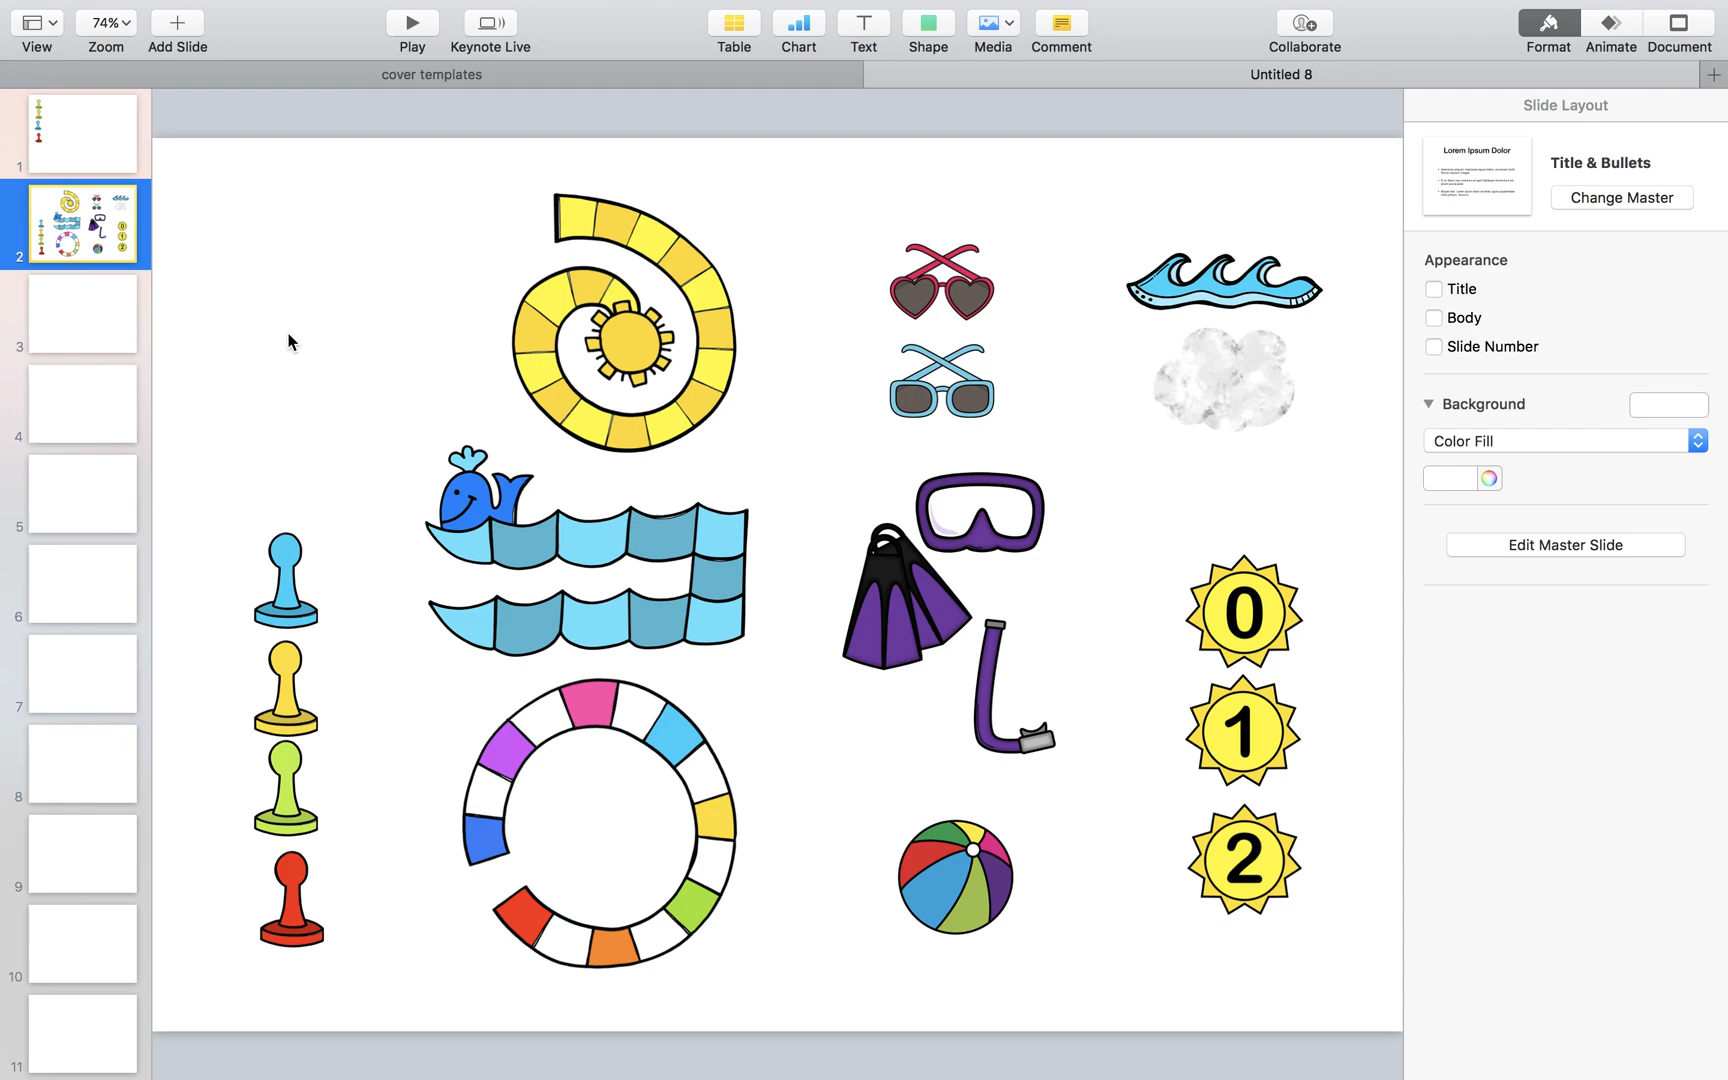 View
74%
Zoom
Add Slide
Play
Keynote Live
Table
Chart
Text
Shape
Media
Comment
Collaborate
Format
Animate
Document
cover templates
Untitled 8
1
2
3
4
5
6
7
8
9
10
11
0
1
2
Slide Layout
Lorem Ipsum Dolor
Title & Bullets
Change Master
Appearance
Title
Body
Slide Number
Background
Color Fill
Edit Master Slide